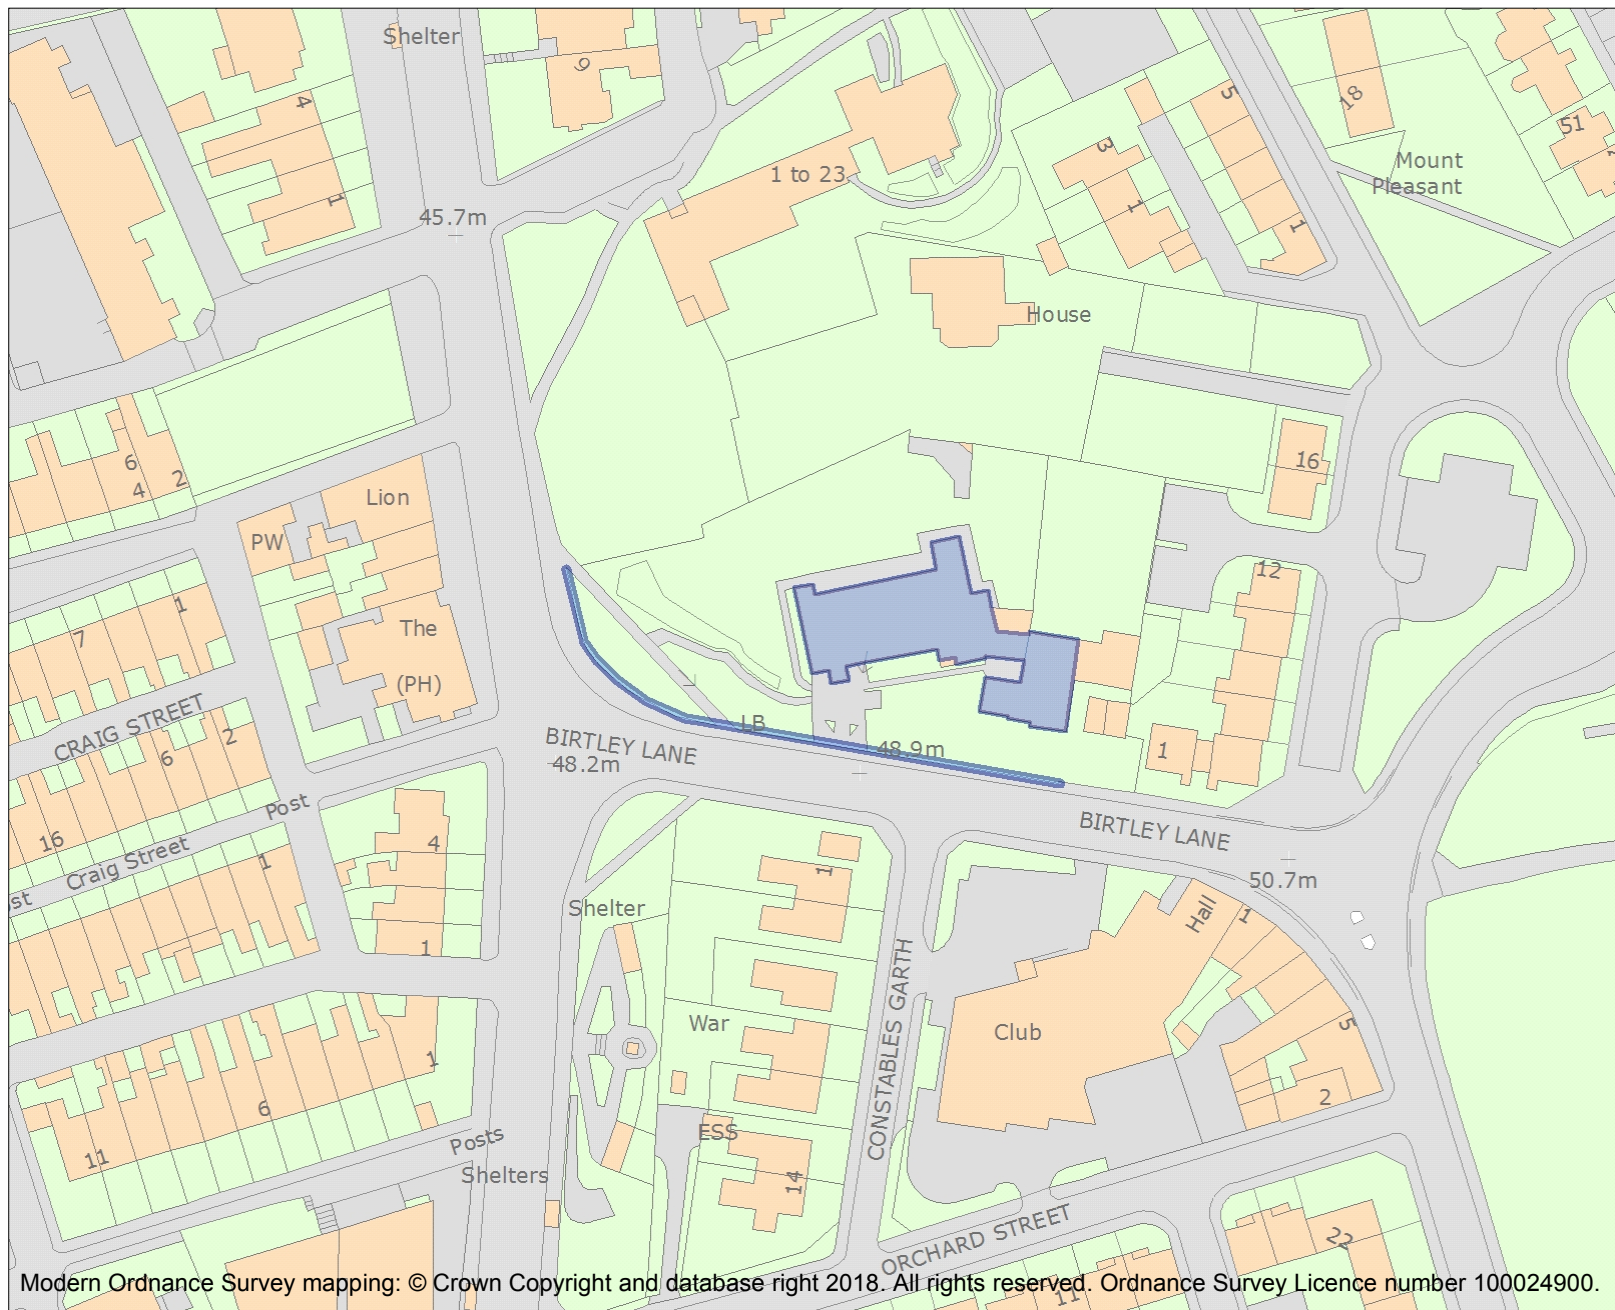 Shelter
9
4
5
18
51
3
1 to 23
Mount
Pleasant
1
1
1
45.7m
House
6
2
4
16
Lion
PW
12
1
7
The
(PH)
CRAIG STREET
2
6
LB
BIRTLEY LANE
48.2m
48.9m
1
Post
16
Craig Street
1
4
1
BIRTLEY LANE
50.7m
Shelter
1
Hall
1
CONSTABLES GARTH
War
Club
5
1
6
2
11
Posts
Shelters
ESS
14
ORCHARD STREET
22
11
Modern Ordnance Survey mapping: © Crown Copyright and database right 2018. All rights reserved. Ordnance Survey Licence number 100024900.